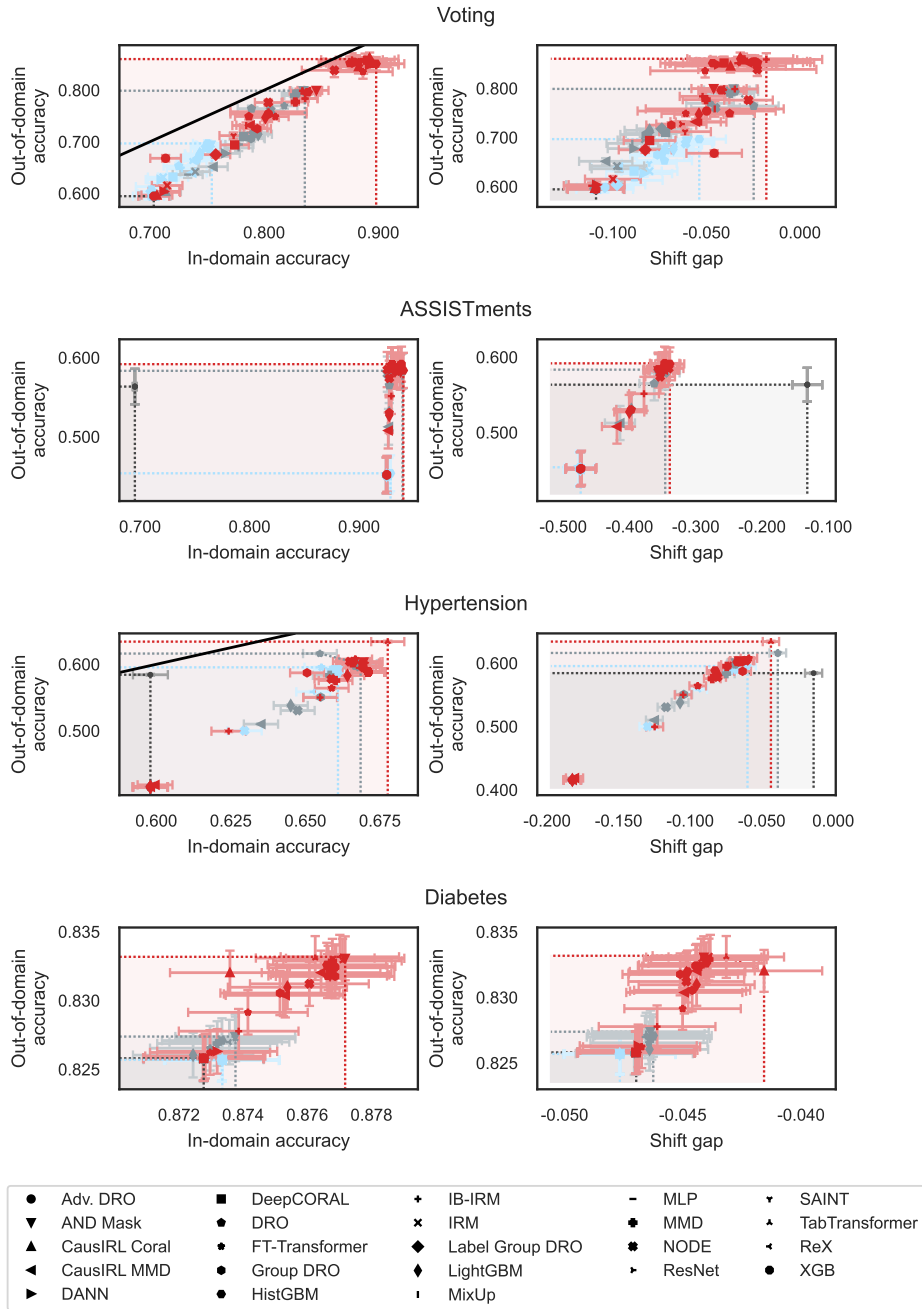 Voting
Out-of-domain
accuracy
0.800
0.700
0.600
0.700 0.800 0.900
In-domain accuracy
Out-of-domain
accuracy
0.800
0.700
0.600
-0.100 -0.050 0.000
Shift gap
ASSISTments
Out-of-domain
accuracy
0.600
0.500
0.700 0.800 0.900
In-domain accuracy
Out-of-domain
accuracy
0.600
0.500
-0.500 -0.400 -0.300 -0.200 -0.100
Shift gap
Hypertension
Out-of-domain
accuracy
0.600
0.500
0.600 0.625 0.650 0.675
In-domain accuracy
Out-of-domain
accuracy
0.600
0.500
0.400
-0.200 -0.150 -0.100 -0.050 0.000
Shift gap
Diabetes
Out-of-domain
accuracy
0.835
0.830
0.825
0.872 0.874 0.876 0.878
In-domain accuracy
Out-of-domain
accuracy
0.835
0.830
0.825
-0.050 -0.045 -0.040
Shift gap
Adv. DRO
AND Mask
CausIRL Coral
CausIRL MMD
DANN
DeepCORAL
DRO
FT-Transformer
Group DRO
HistGBM
IB-IRM
IRM
Label Group DRO
LightGBM
MixUp
MLP
MMD
NODE
ResNet
SAINT
TabTransformer
ReX
XGB